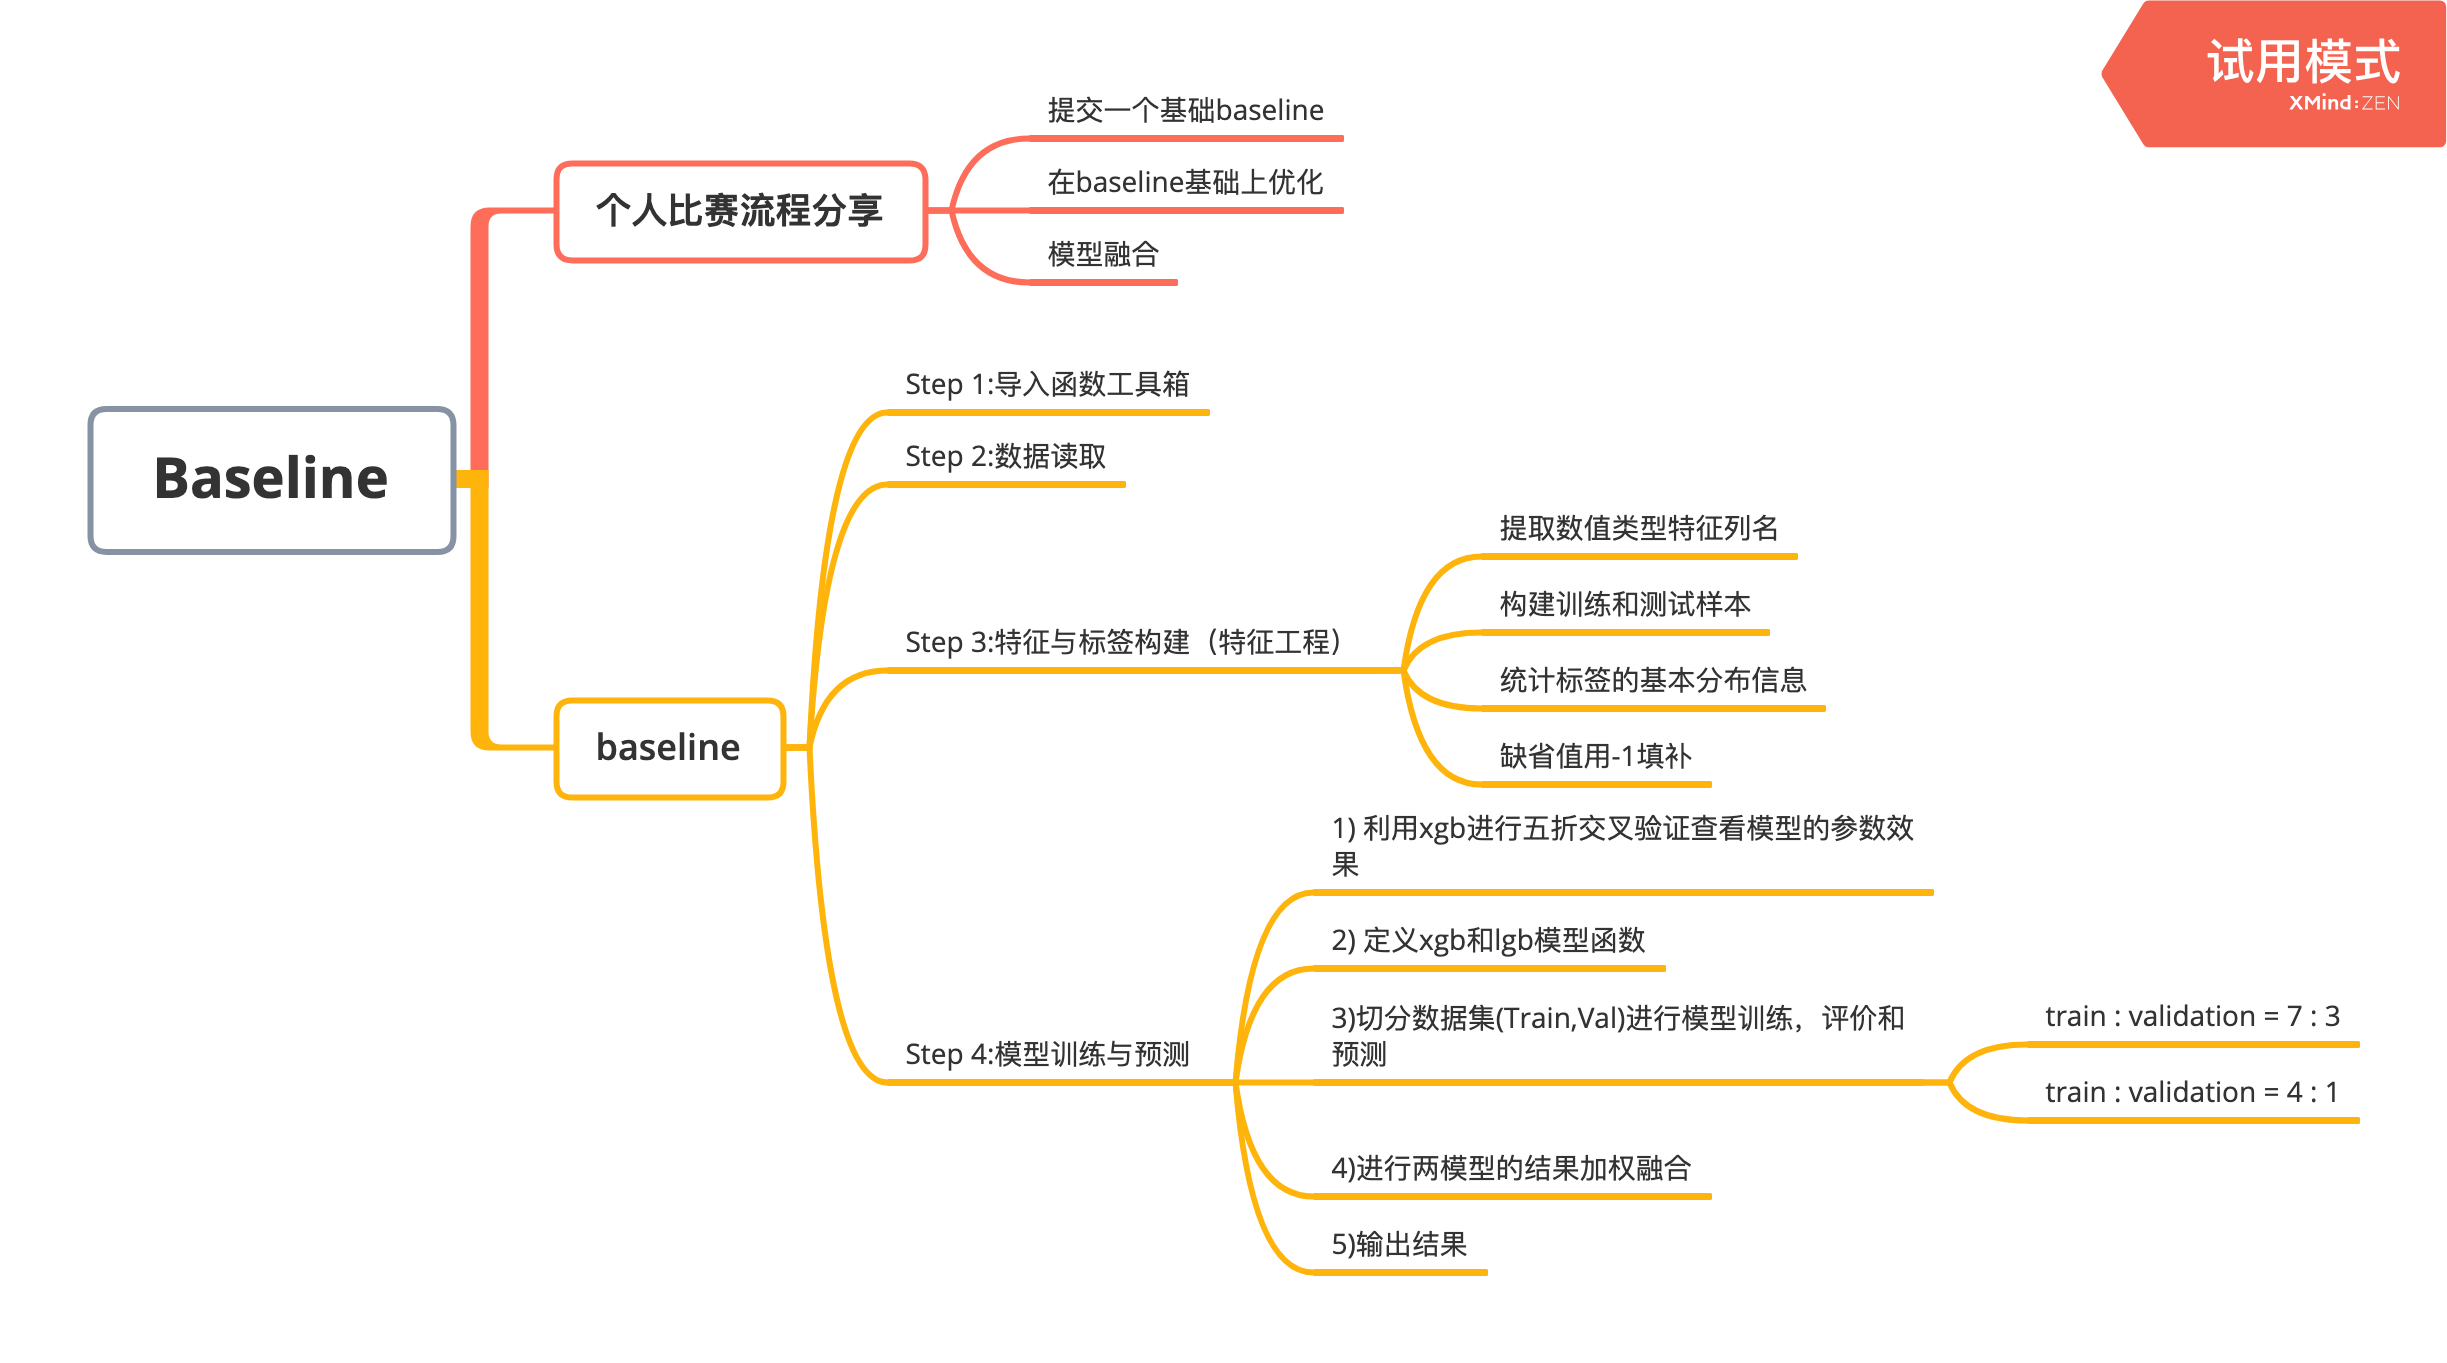 试用模式
XMind:ZEN
Baseline
个人比赛流程分享
提交一个基础baseline
在baseline基础上优化
模型融合
baseline
Step 1:导入函数工具箱
Step 2:数据读取
Step 3:特征与标签构建（特征工程）
提取数值类型特征列名
构建训练和测试样本
统计标签的基本分布信息
缺省值用-1填补
Step 4:模型训练与预测
1) 利用xgb进行五折交叉验证查看模型的参数效
果
2) 定义xgb和lgb模型函数
3)切分数据集(Train,Val)进行模型训练，评价和
预测
train : validation = 7 : 3
train : validation = 4 : 1
4)进行两模型的结果加权融合
5)输出结果